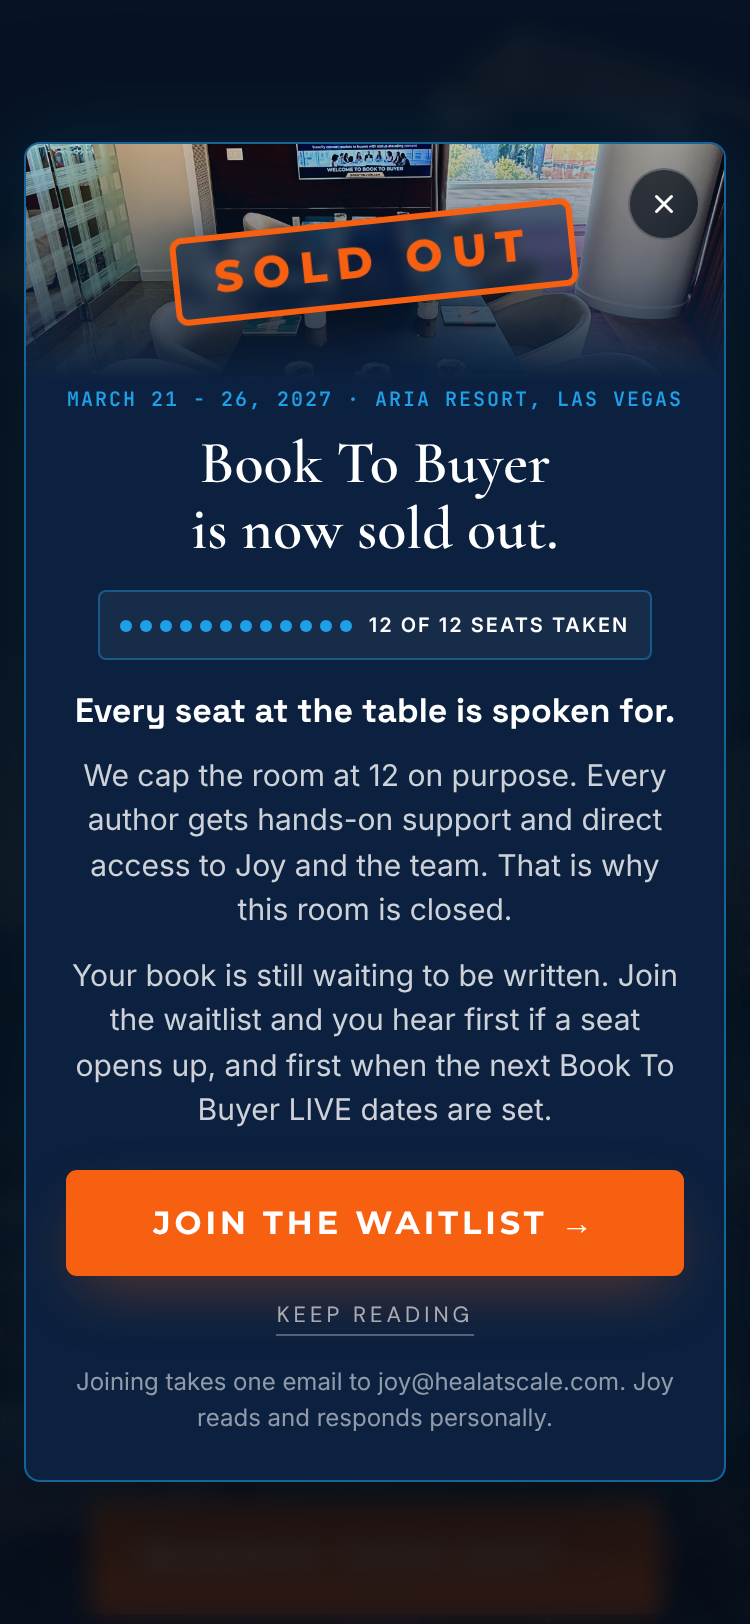 WELCOME TO BOOK TO BUYER
SOLD OUT
MARCH 21 - 26, 2027 · ARIA RESORT, LAS VEGAS
Book To Buyer
is now sold out.
12 OF 12 SEATS TAKEN
Every seat at the table is spoken for.
We cap the room at 12 on purpose. Every
author gets hands-on support and direct
access to Joy and the team. That is why
this room is closed.
Your book is still waiting to be written. Join
the waitlist and you hear first if a seat
opens up, and first when the next Book To
Buyer LIVE dates are set.
JOIN THE WAITLIST →
KEEP READING
Joining takes one email to joy@healatscale.com. Joy
reads and responds personally.